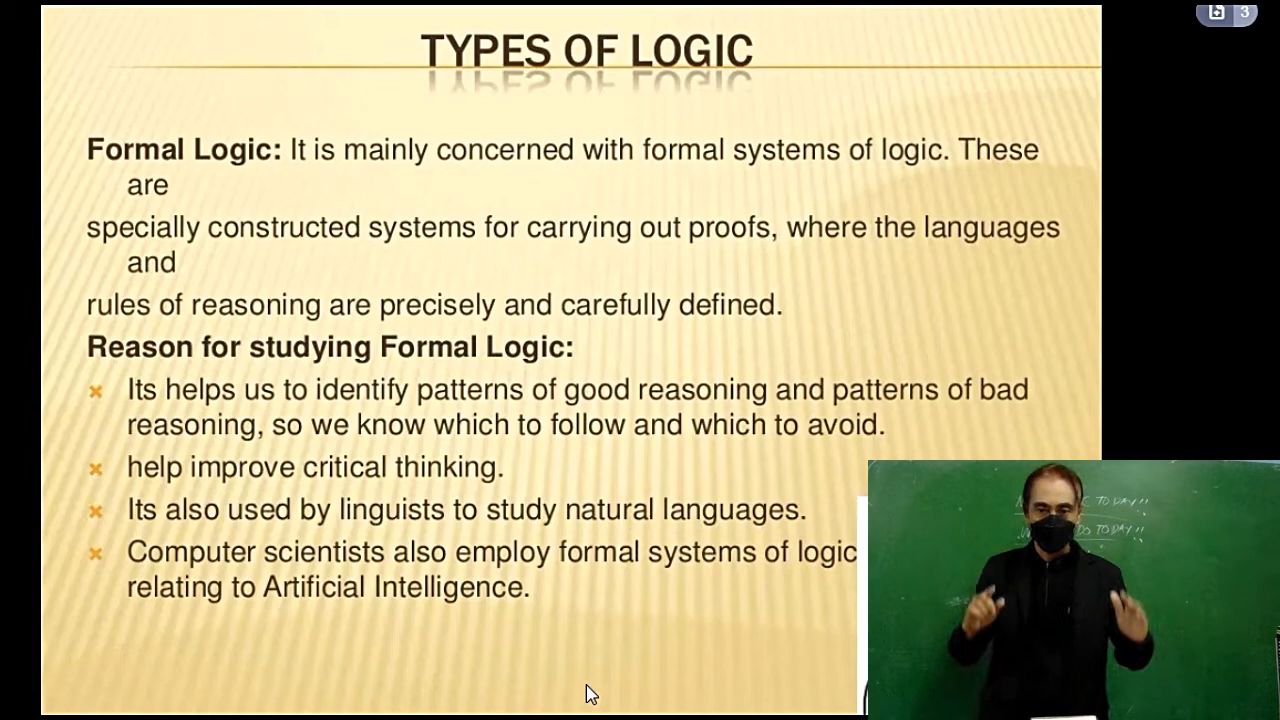 TYPES OF LOGIC
Formal Logic: It is mainly concerned with formal systems of logic. These
are
specially constructed systems for carrying out proofs, where the languages
and
rules of reasoning are precisely and carefully defined.
Reason for studying Formal Logic:
Its helps us to identify patterns of good reasoning and patterns of bad
reasoning, so we know which to follow and which to avoid.
help improve critical thinking.
Its also used by linguists to study natural languages.
Computer scientists also employ formal systems of logic
relating to Artificial Intelligence.
3
TODAY!!
DO TODAY!!